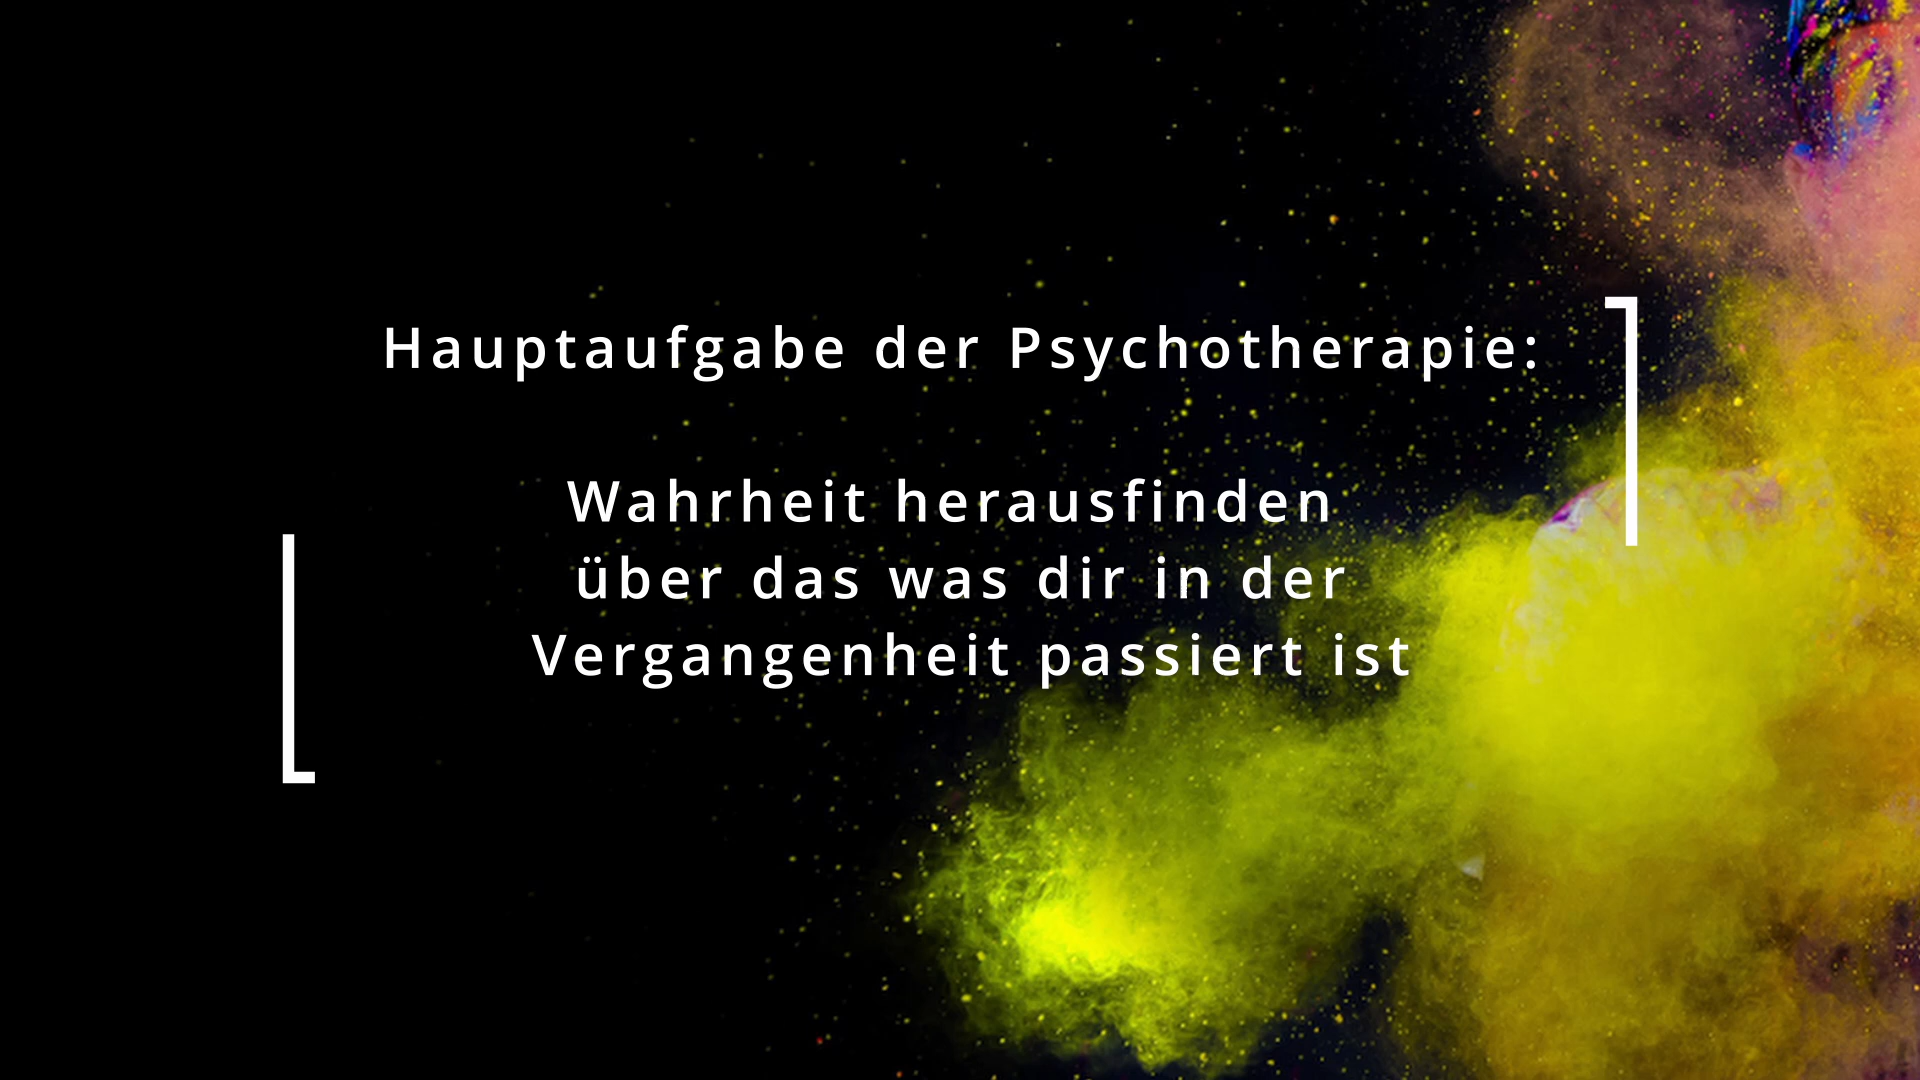 Hauptaufgabe der Psychotherapie:
Wahrheit herausfinden
über das was dir in der
Vergangenheit passiert ist